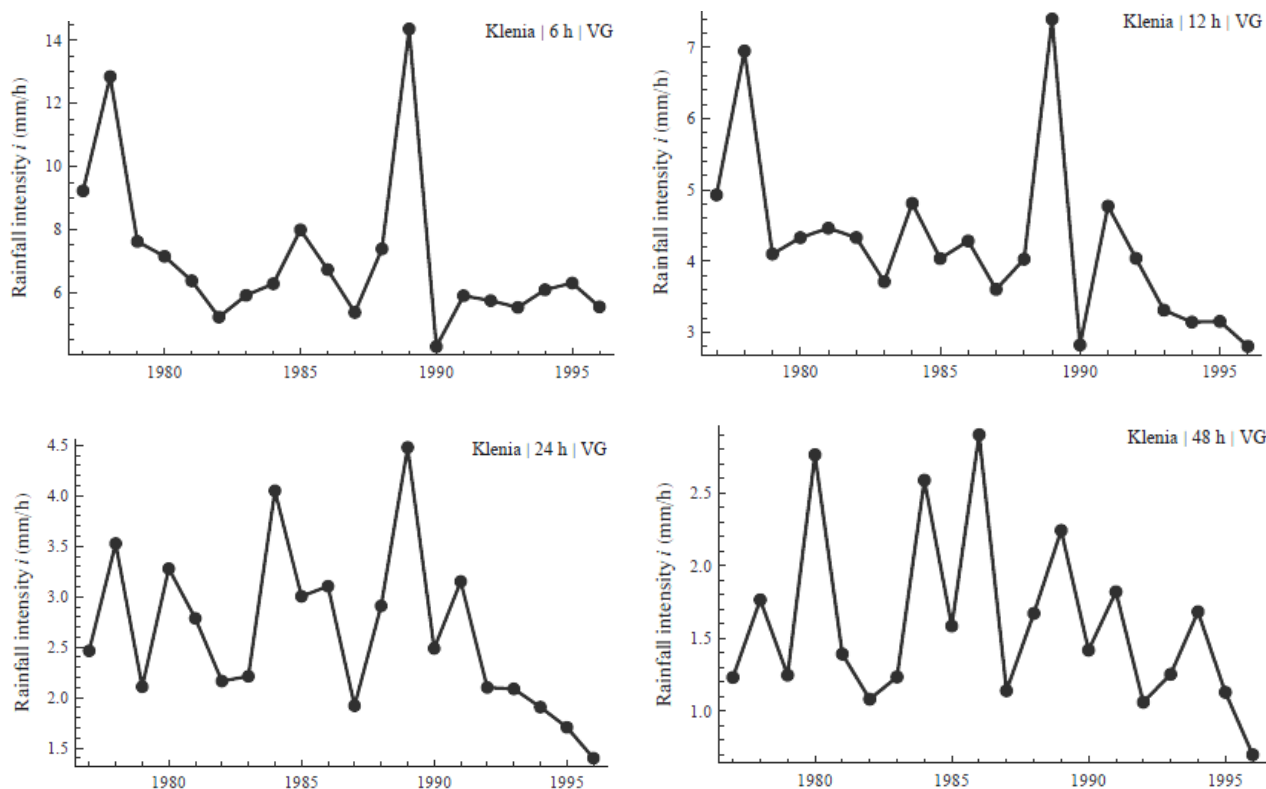 Klenia | 6 h | VG
Rainfall intensity i (mm/h)
14
12
10
8
6
1980 1985 1990 1995
Klenia | 12 h | VG
Rainfall intensity i (mm/h)
7
6
5
4
3
1980 1985 1990 1995
Klenia | 24 h | VG
Rainfall intensity i (mm/h)
4.5
4.0
3.5
3.0
2.5
2.0
1.5
1980 1985 1990 1995
Klenia | 48 h | VG
Rainfall intensity i (mm/h)
2.5
2.0
1.5
1.0
1980 1985 1990 1995